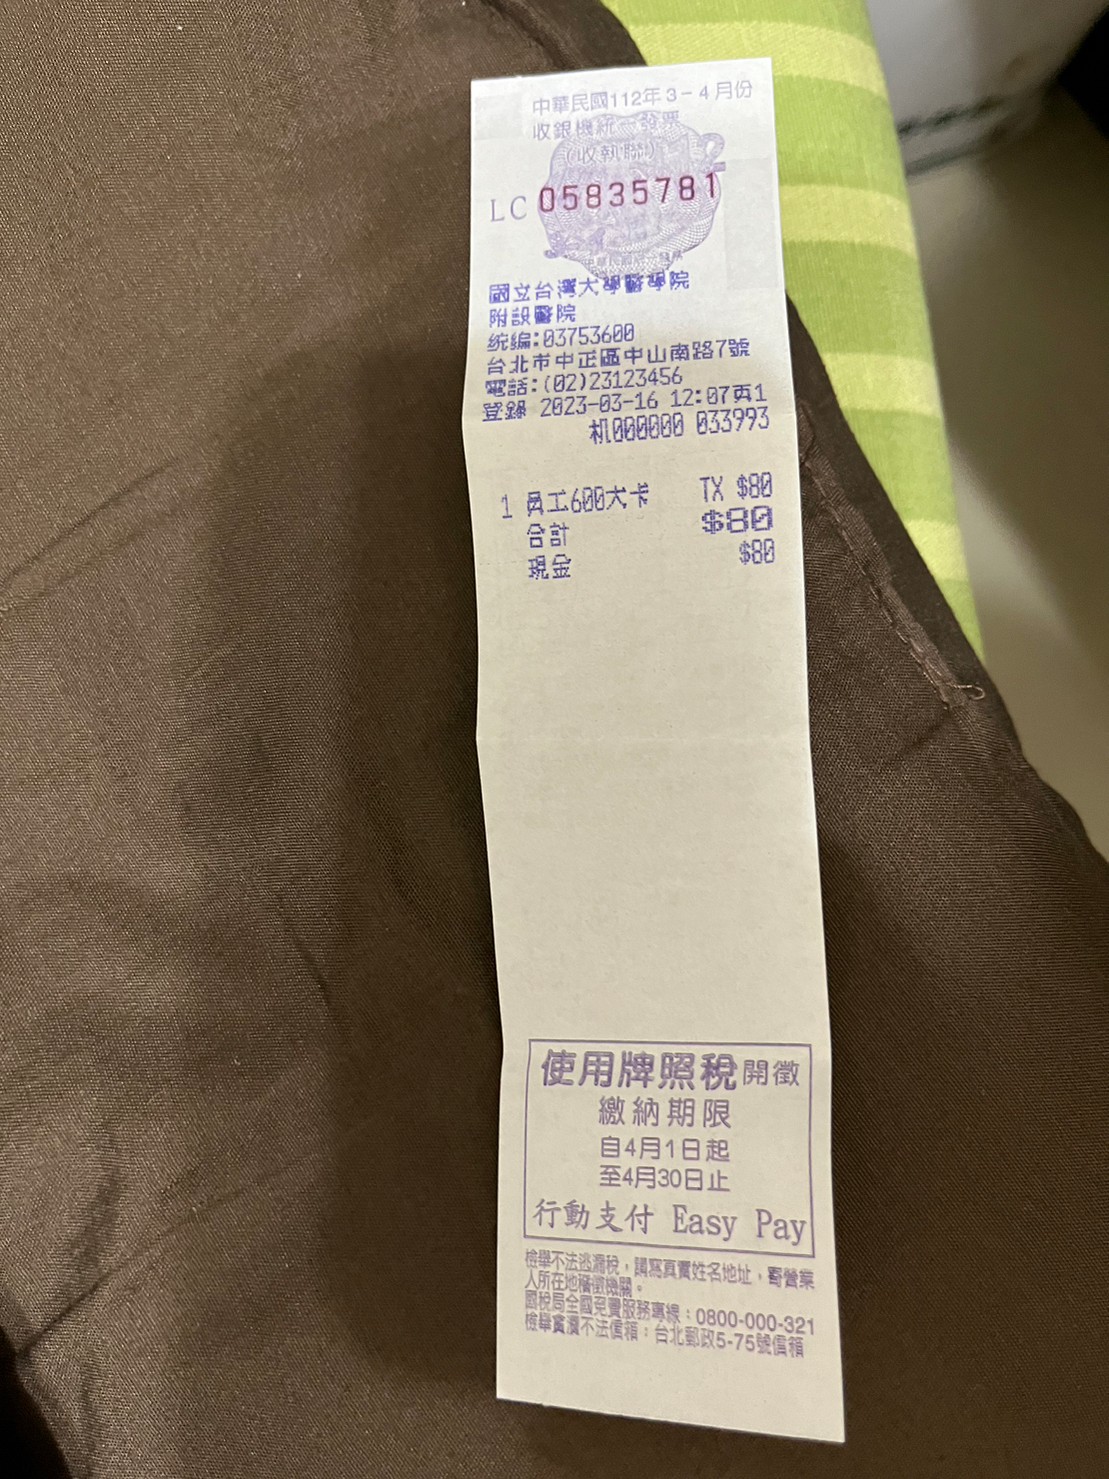 中華民國112年3-4月份
收銀機統一發票
(收執聯)
LC 05835781
國立台灣大學醫學院
附設醫院
統編:03753600
台北市中正區中山南路7號
電話:(02)23123456
登錄 2023-03-16 12:07頁1
机000000 033993
1 員工600大卡 TX $80
合計 $80
現金 $80
使用牌照稅開徵
繳納期限
自4月1日起
至4月30日止
行動支付 Easy Pay
檢舉不法逃漏稅，請寫真實姓名地址，寄營業
人所在地稽徵機關。
國稅局全國免費服務專線：0800-000-321
檢舉貪瀆不法信箱：台北郵政5-75號信箱